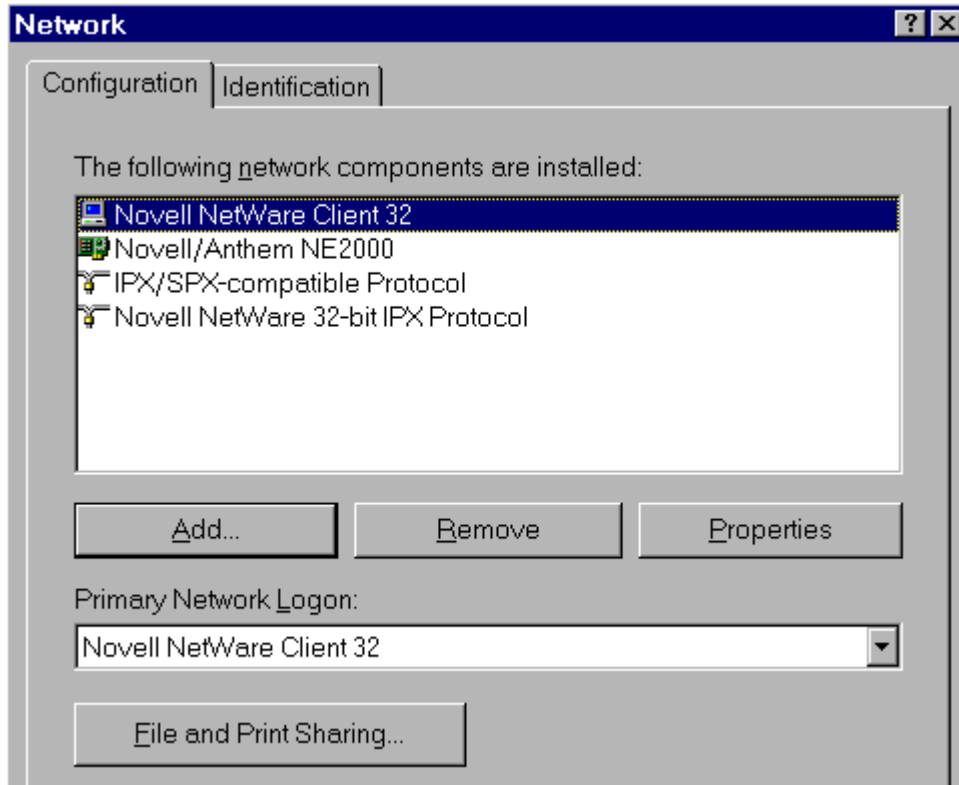 Network
Configuration Identification
The following network components are installed:
Novell NetWare Client 32
Novell/Anthem NE2000
IPX/SPX-compatible Protocol
Novell NetWare 32-bit IPX Protocol
Add... Remove Properties
Primary Network Logon:
Novell NetWare Client 32
File and Print Sharing...